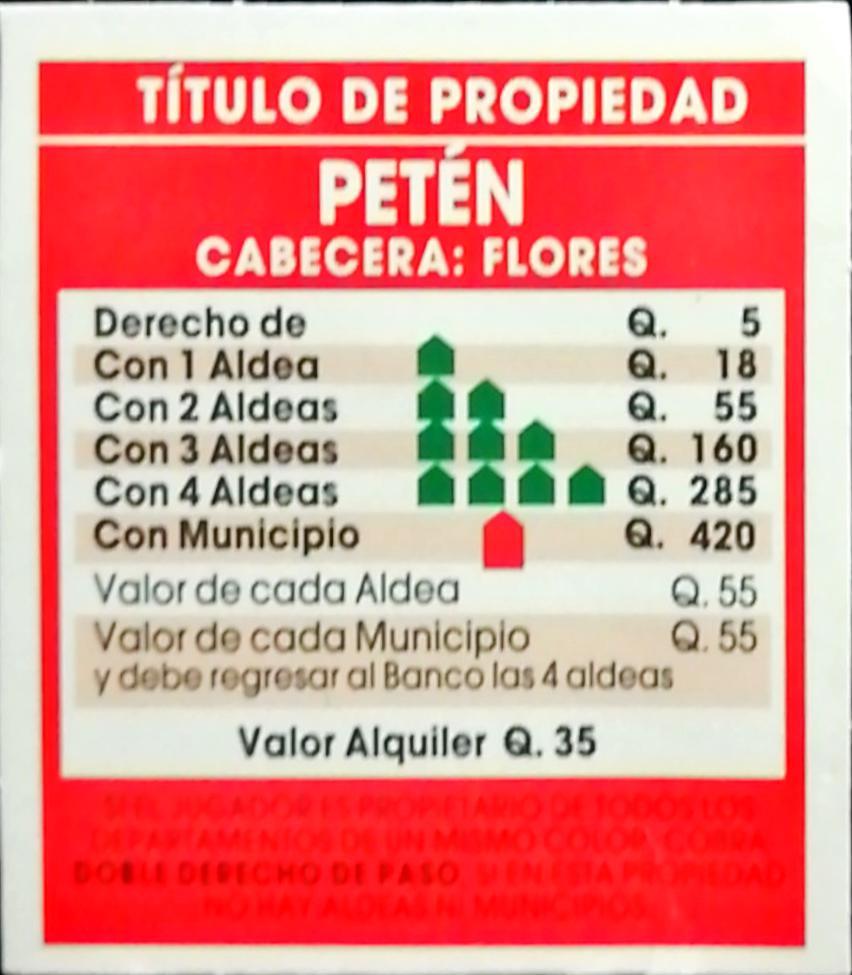 TÍTULO DE PROPIEDAD
PETÉN
CABECERA: FLORES
Derecho de Q. 5
Con 1 Aldea Q. 18
Con 2 Aldeas Q. 55
Con 3 Aldeas Q. 160
Con 4 Aldeas Q. 285
Con Municipio Q. 420
Valor de cada Aldea Q. 55
Valor de cada Municipio Q. 55
y debe regresar al Banco las 4 aldeas
Valor Alquiler Q. 35
SI EL JUGADOR ES PROPIETARIO DE TODOS LOS
DEPARTAMENTOS DE UN MISMO COLOR, COBRA
DOBLE DERECHO DE PASO, SI EN ESTA PROPIEDAD
NO HAY ALDEAS NI MUNICIPIOS.